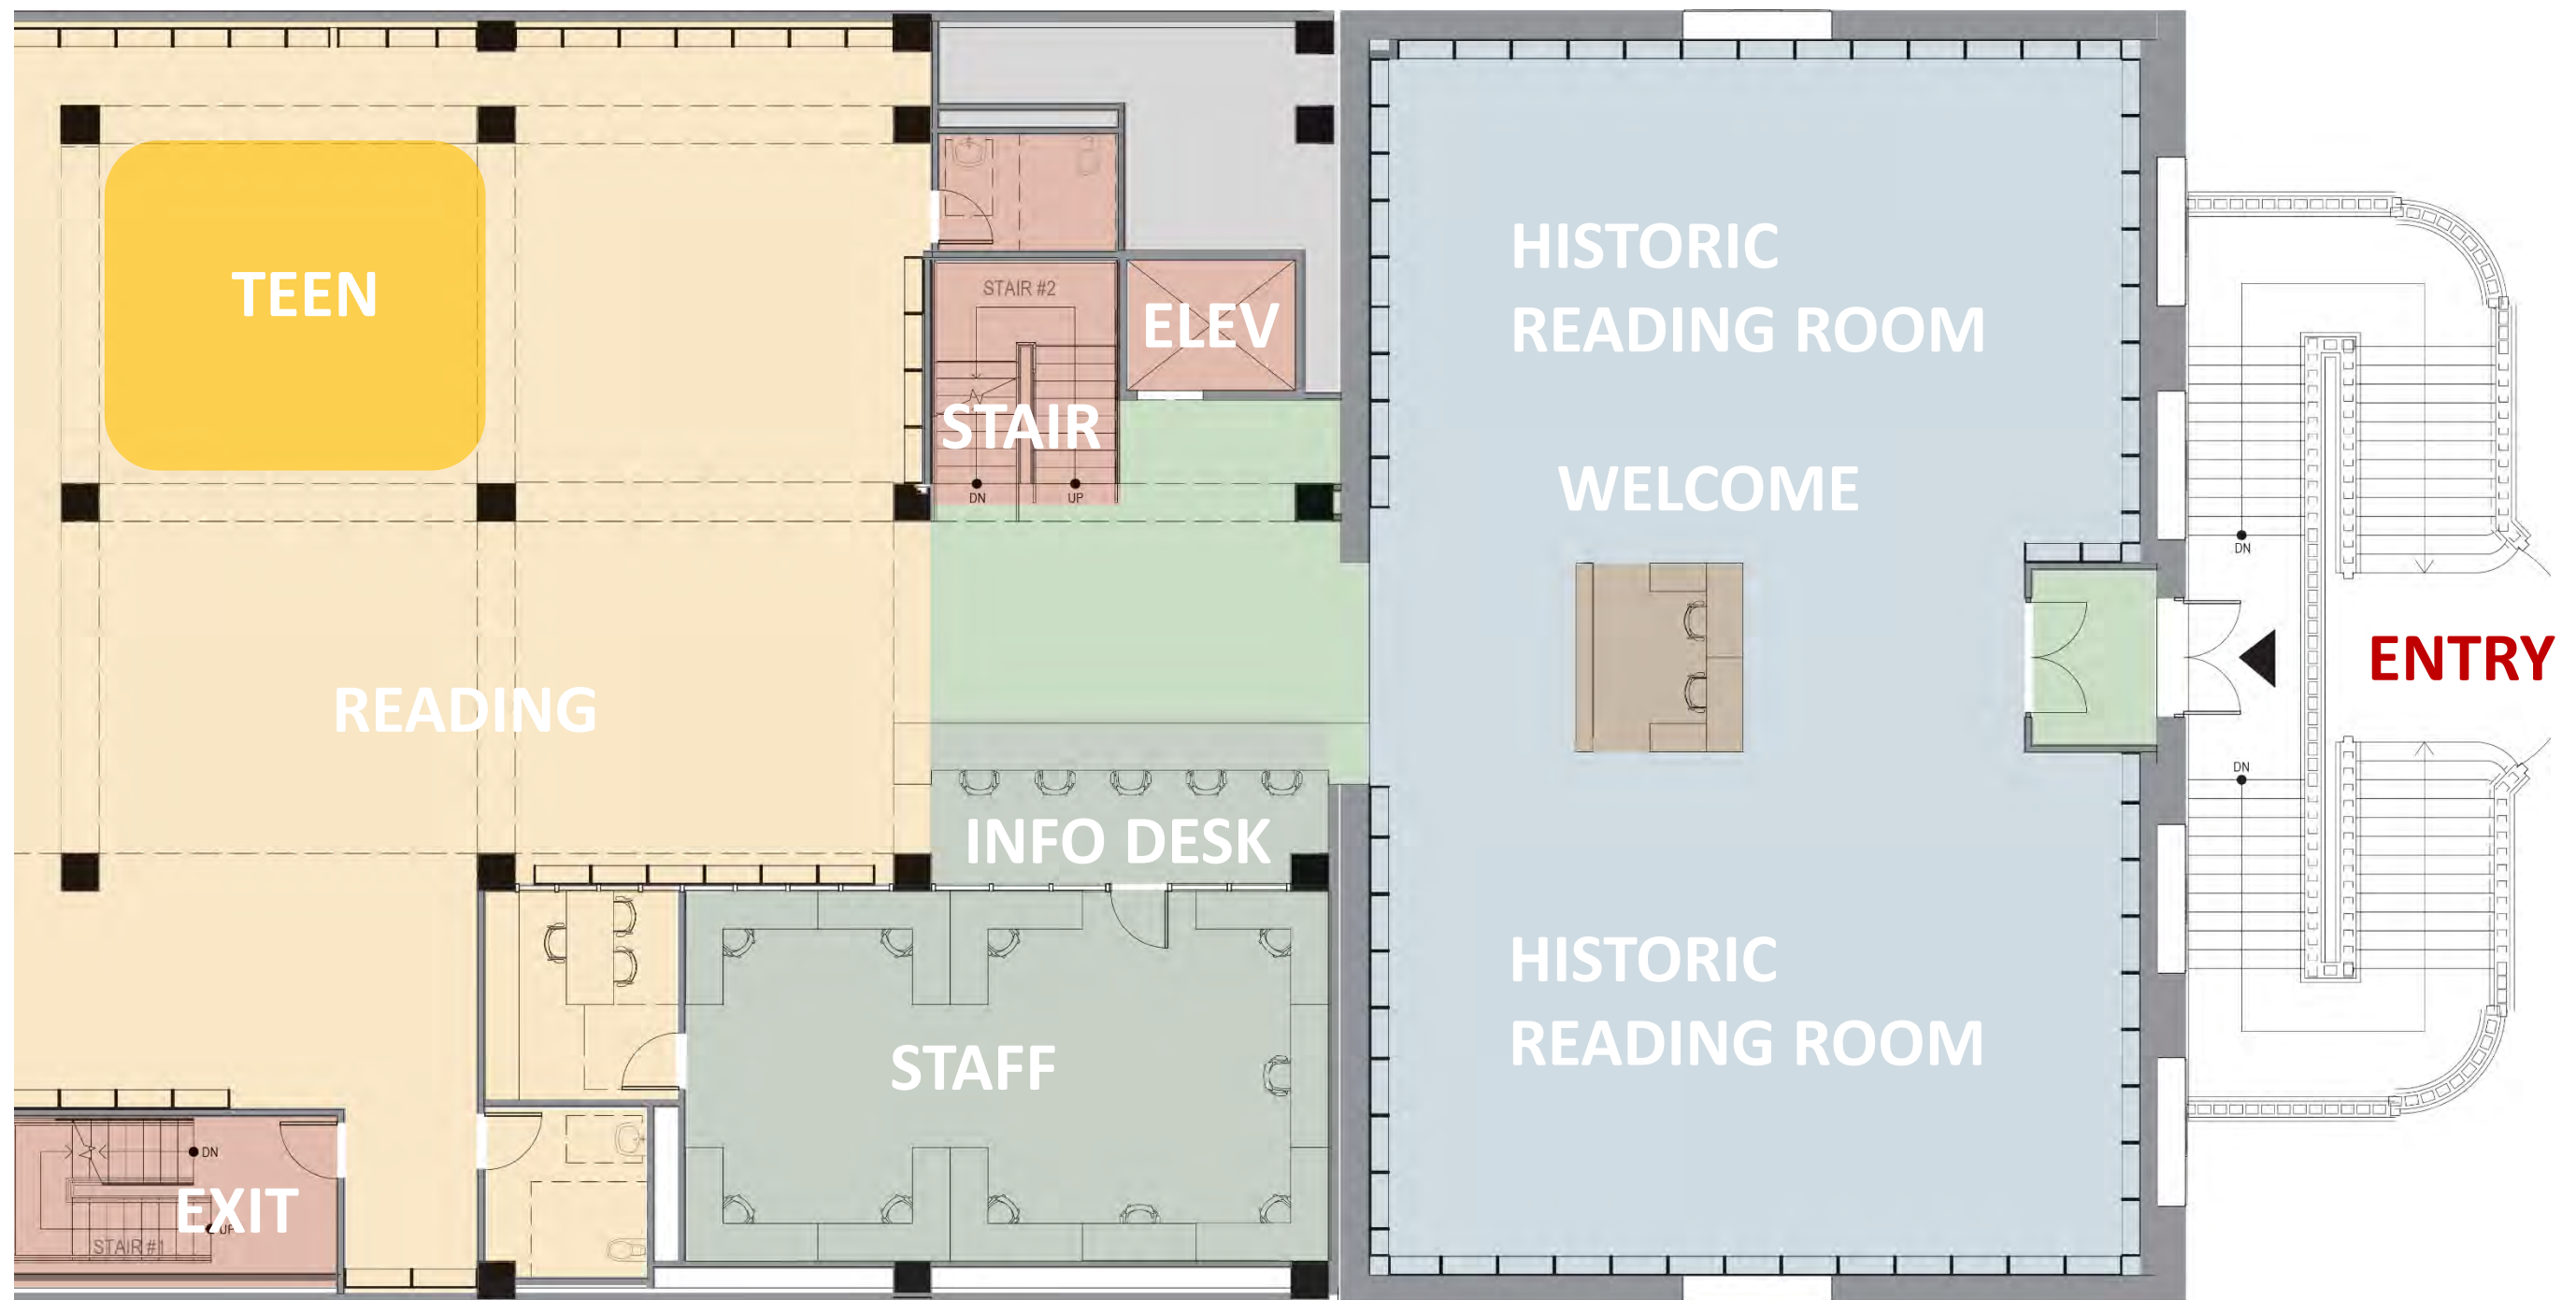 TEEN
STAIR #2
ELEV
STAIR
DN
UP
HISTORIC
READING ROOM
WELCOME
DN
ENTRY
READING
DN
INFO DESK
HISTORIC
READING ROOM
STAFF
DN
EXIT
UP
STAIR #1